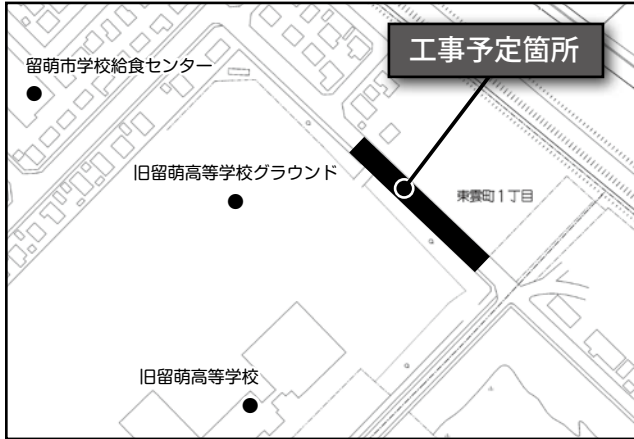 工事予定箇所
留萌市学校給食センター
旧留萌高等学校グラウンド
東雲町1丁目
旧留萌高等学校